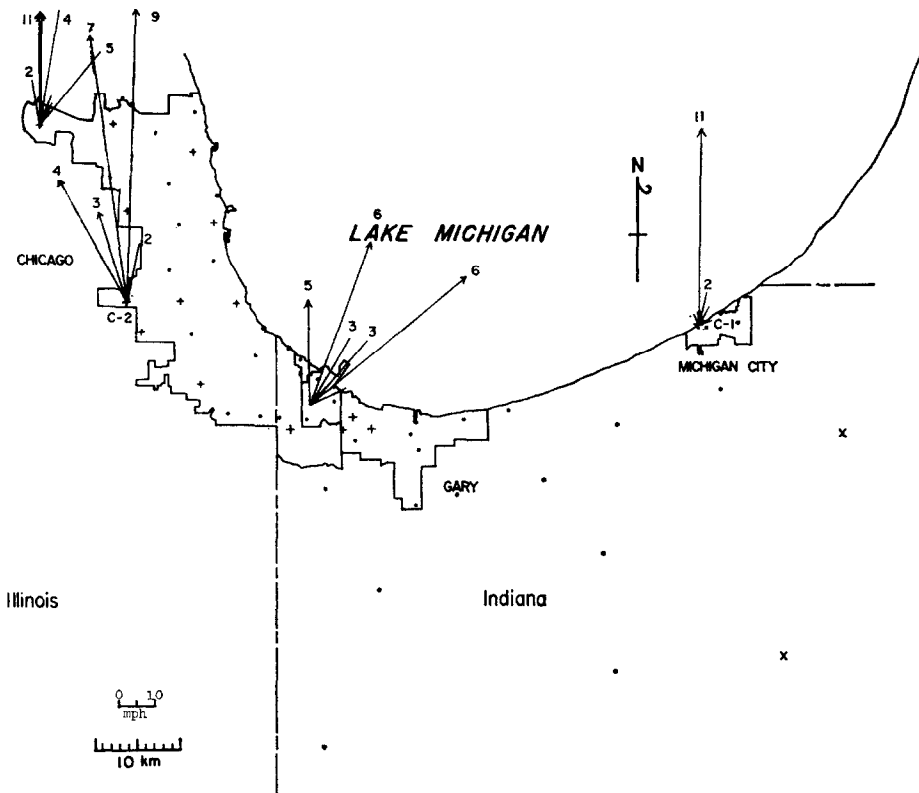 11
4
7
9
5
2
11
N
4
3
2
6
LAKE MICHIGAN
CHICAGO
6
5
2
C-2
C-1
3
3
MICHIGAN CITY
x
GARY
Illinois
Indiana
x
0 10
mph
10 km